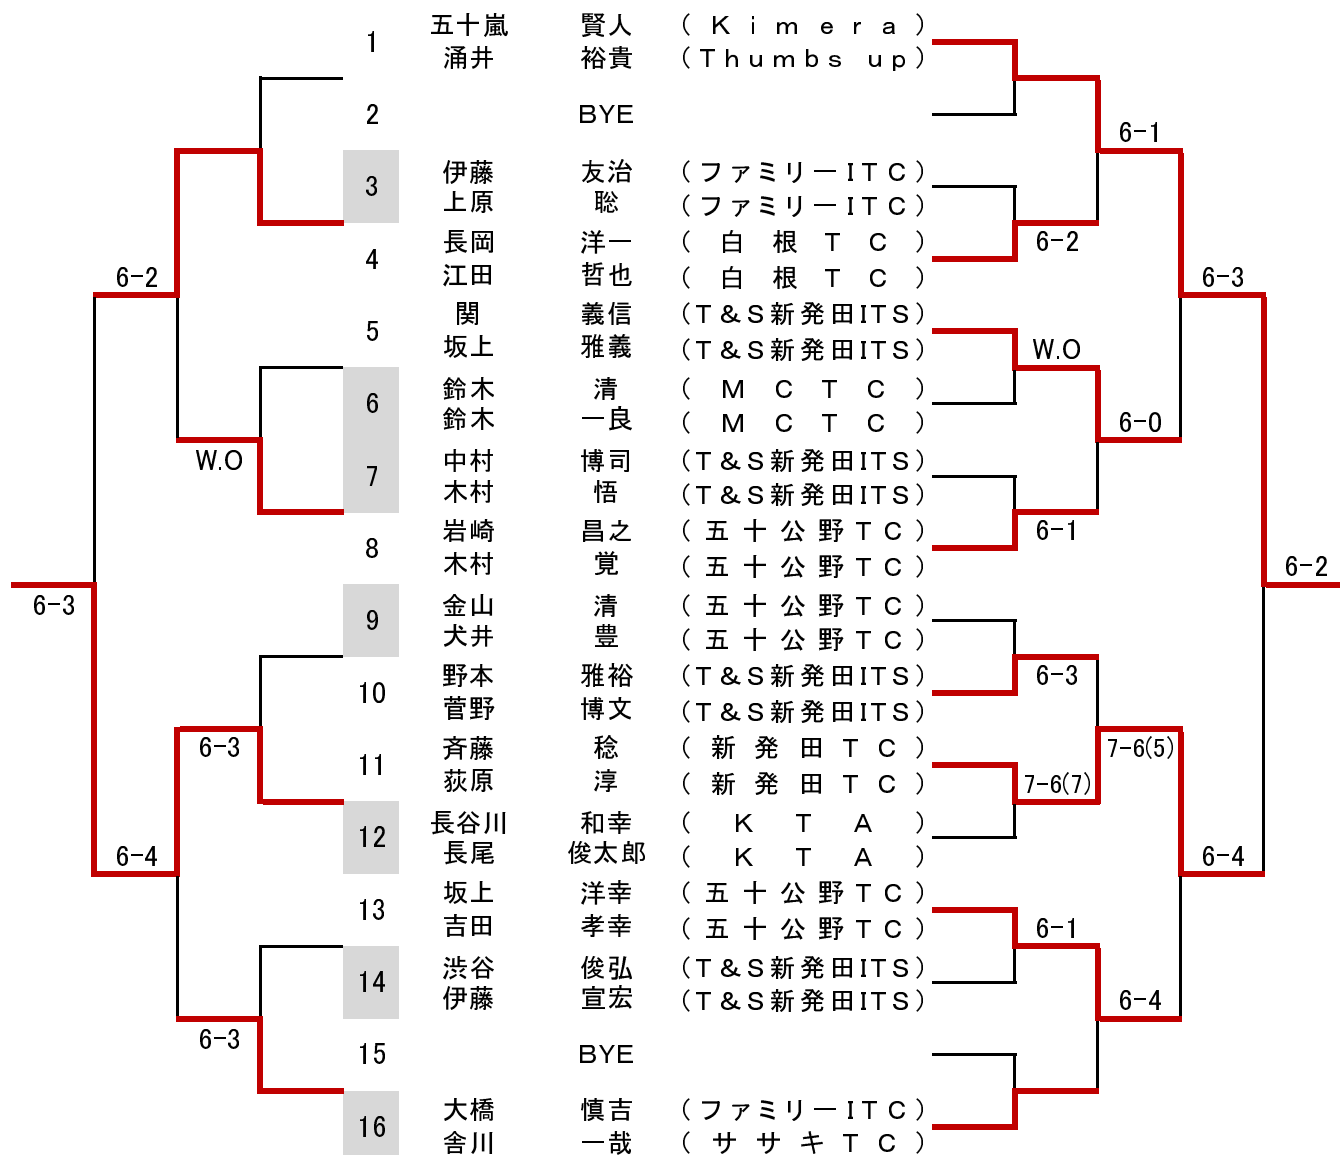 1 五十嵐 賢人 (Kimera)
涌井 裕貴 (Thumbs up)
2 BYE
6-1
3 伊藤 友治 (ファミリーITC)
上原 聡 (ファミリーITC)
4 長岡 洋一 (白根TC)
6-2
江田 哲也 (白根TC)
6-2
6-3
5 関 義信 (T&S新発田ITS)
坂上 雅義 (T&S新発田ITS)
W.O
6 鈴木 清 (MCTC)
鈴木 一良 (MCTC)
6-0
7 中村 博司 (T&S新発田ITS)
W.O
木村 悟 (T&S新発田ITS)
8 岩崎 昌之 (五十公野TC)
6-1
木村 覚 (五十公野TC)
6-2
6-3
9 金山 清 (五十公野TC)
犬井 豊 (五十公野TC)
10 野本 雅裕 (T&S新発田ITS)
6-3
菅野 博文 (T&S新発田ITS)
11 斉藤 稔 (新発田TC)
6-3
7-6(5)
荻原 淳 (新発田TC)
7-6(7)
12 長谷川 和幸 (KTA)
長尾 俊太郎 (KTA)
6-4
6-4
13 坂上 洋幸 (五十公野TC)
吉田 孝幸 (五十公野TC)
6-1
14 渋谷 俊弘 (T&S新発田ITS)
伊藤 宣宏 (T&S新発田ITS)
6-4
6-3
15 BYE
16 大橋 慎吉 (ファミリーITC)
舎川 一哉 (ササキTC)